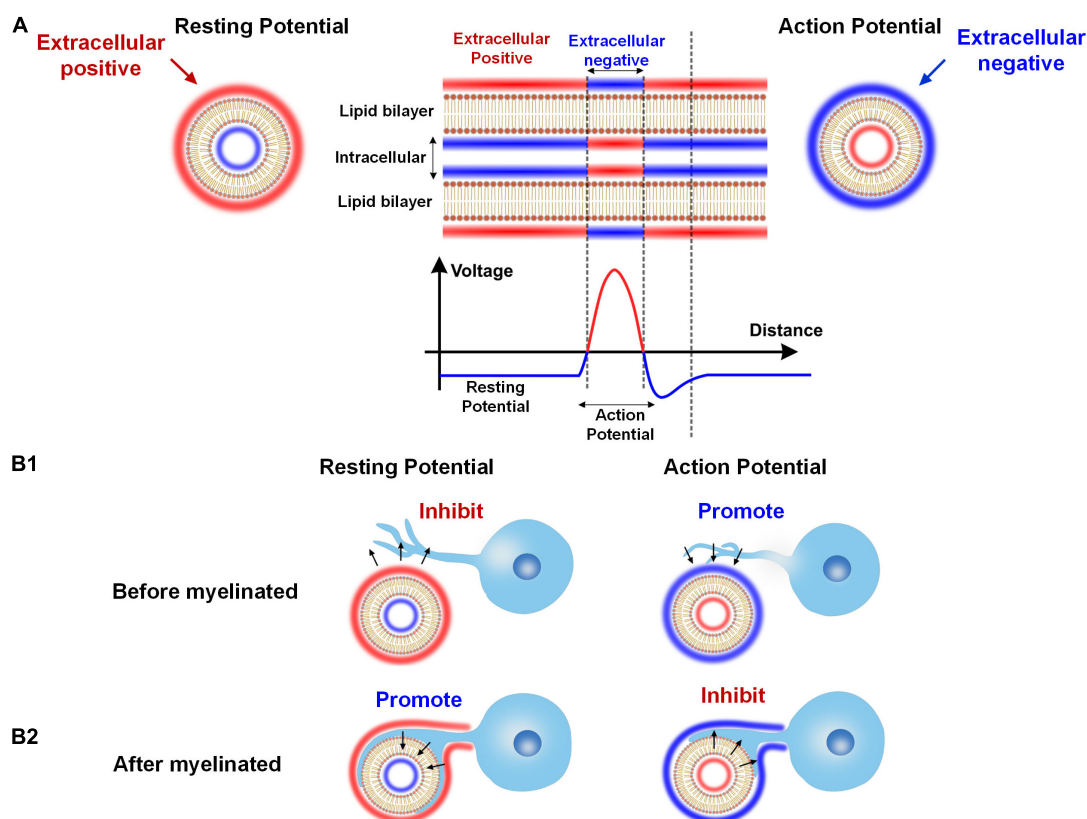 A
Resting Potential
Action Potential
Extracellular
positive
Extracellular
Positive
Extracellular
negative
Extracellular
negative
Lipid bilayer
Intracellular
Lipid bilayer
Voltage
Distance
Resting
Potential
Action
Potential
B1
Resting Potential
Action Potential
Inhibit
Promote
Before myelinated
Promote
Inhibit
B2
After myelinated